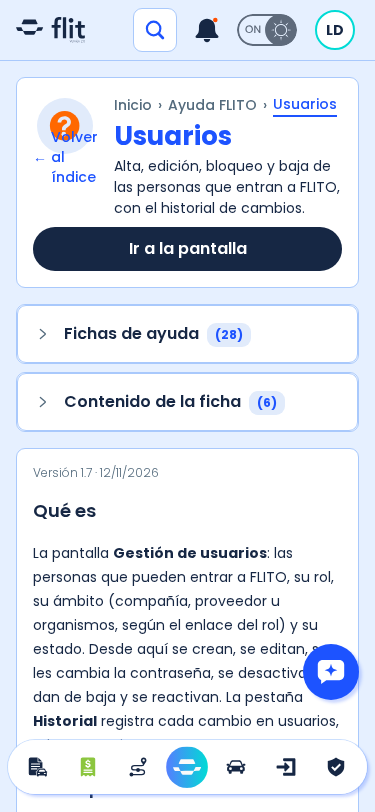 flit
ON
LD
Inicio › Ayuda FLITO › Usuarios
← Volver al índice
Usuarios
Alta, edición, bloqueo y baja de
las personas que entran a FLITO,
con el historial de cambios.
Ir a la pantalla
Fichas de ayuda (28)
Contenido de la ficha (6)
Versión 1.7 · 12/11/2026
Qué es
La pantalla Gestión de usuarios: las
personas que pueden entrar a FLITO, su rol,
su ámbito (compañía, proveedor u
organismos, según el enlace del rol) y su
estado. Desde aquí se crean, se editan, s
les cambia la contraseña, se desactiv
dan de baja y se reactivan. La pestaña
Historial registra cada cambio en usuarios,